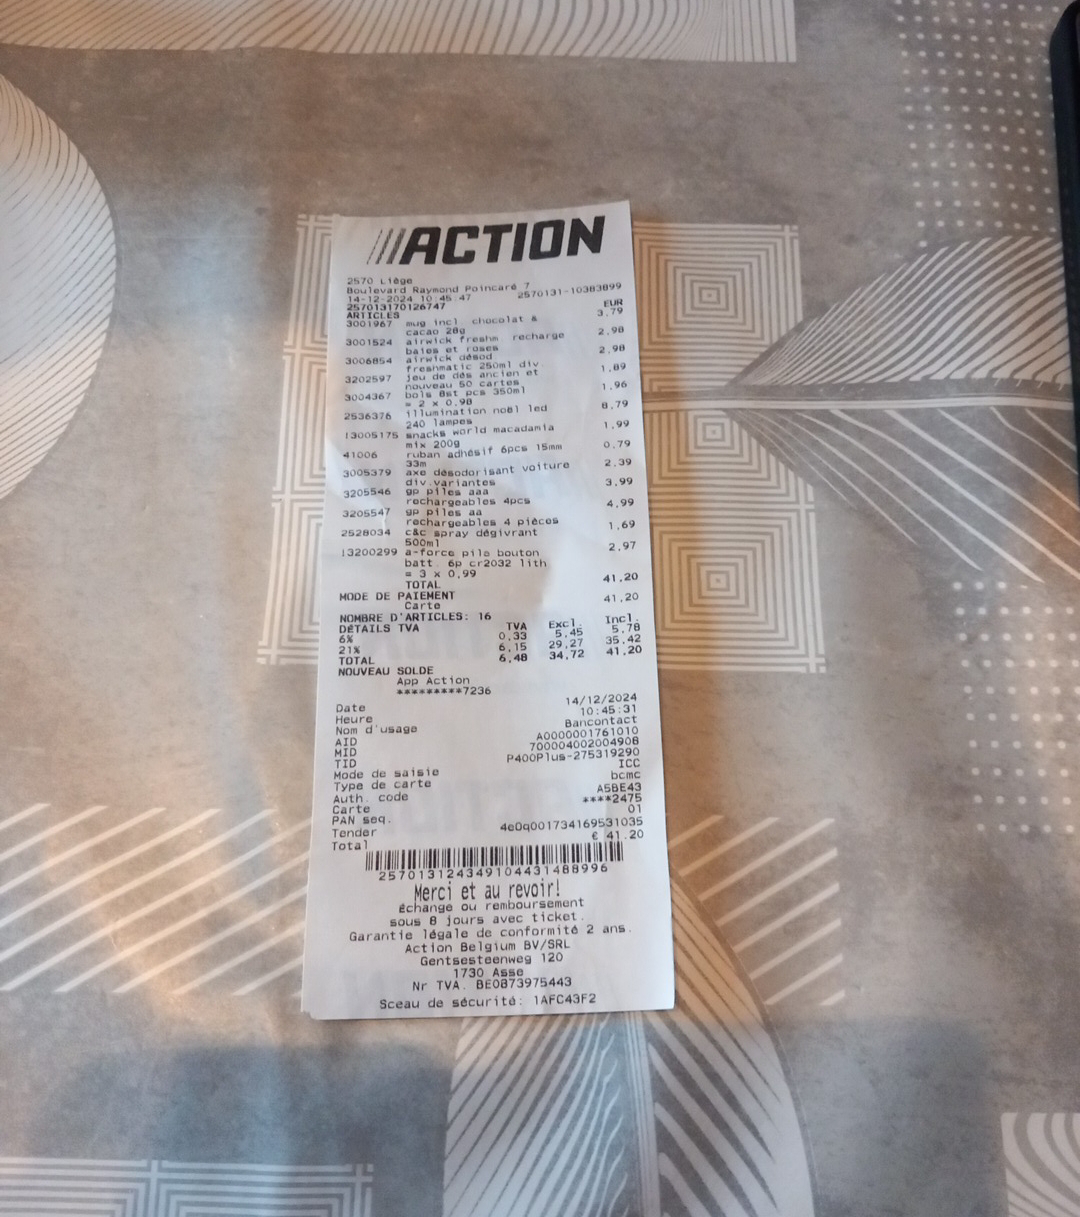 ///ACTION
2570 Liège
Boulevard Raymond Poincaré 7
14-12-2024 10:45:47 2570131-10383099
257013170126747
ARTICLES EUR
3001967 mug incl chocolat & 3.79
cacao 20g
3001524 airwick freshm recharge 2.98
baies et roses
3006854 airwick désod 2.98
freshmatic 250ml div.
3202597 jeu de dés ancien et 1.89
nouveau 50 cartes
3004367 bols 8st pcs 350ml 1.96
= 2 x 0.98
2536376 illumination noël led 8.79
240 lampes
13005175 snacks world macadamia 1.99
mix 200g
41006 ruban adhésif 6pcs 15mm 0.79
33m
3005379 axe désodorisant voiture 2.39
div.variantes
3205546 gp piles aaa 3,99
rechargeables 4pcs
3205547 gp piles aa 4,99
rechargeables 4 pièces
2528034 c&c spray dégivrant 1,69
500ml
13200299 a-force pile bouton 2,97
batt. 6p cr2032 lith
= 3 x 0,99
TOTAL 41,20
MODE DE PAIEMENT
Carte 41,20
NOMBRE D'ARTICLES: 16
DÉTAILS TVA TVA Excl. Incl.
6% 0,33 5,45 5,78
21% 6,15 29,27 35,42
TOTAL 6,48 34,72 41,20
NOUVEAU SOLDE
App Action
*********7236
Date 14/12/2024
Heure 10:45:31
Nom d'usage Bancontact
AID A0000001761010
MID 700004002004908
TID P400Plus-275319290
Mode de saisie ICC
Type de carte bcmc
Auth. code A5BE43
Carte ****2475
PAN seq. 01
Tender 4e0q001734169531035
Total € 41.20
257013124349104431488996
Merci et au revoir!
Échange ou remboursement
sous 8 jours avec ticket.
Garantie légale de conformité 2 ans.
Action Belgium BV/SRL
Gentsesteenweg 120
1730 Asse
Nr TVA. BE0873975443
Sceau de sécurité: 1AFC43F2